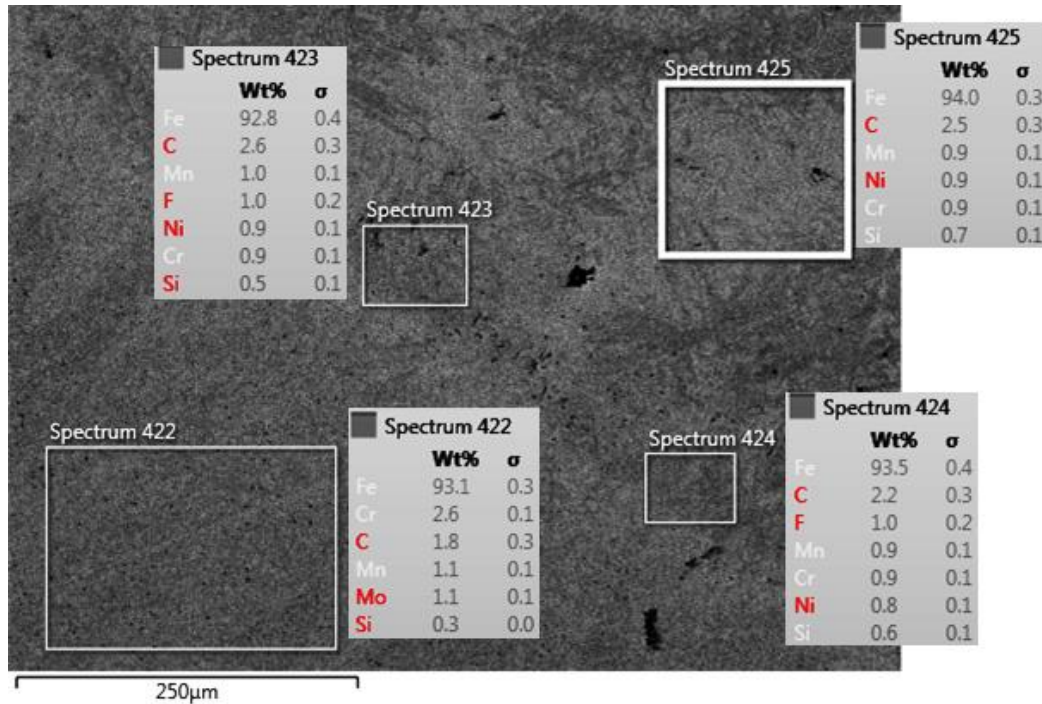 Spectrum 423
Wt% σ
Fe 92.8 0.4
C 2.6 0.3
Mn 1.0 0.1
F 1.0 0.2
Ni 0.9 0.1
Cr 0.9 0.1
Si 0.5 0.1
Spectrum 425
Spectrum 425
Wt% σ
Fe 94.0 0.3
C 2.5 0.3
Mn 0.9 0.1
Ni 0.9 0.1
Cr 0.9 0.1
Si 0.7 0.1
Spectrum 423
Spectrum 422
Spectrum 422
Wt% σ
Fe 93.1 0.3
Cr 2.6 0.1
C 1.8 0.3
Mn 1.1 0.1
Mo 1.1 0.1
Si 0.3 0.0
Spectrum 424
Spectrum 424
Wt% σ
Fe 93.5 0.4
C 2.2 0.3
F 1.0 0.2
Mn 0.9 0.1
Cr 0.9 0.1
Ni 0.8 0.1
Si 0.6 0.1
250µm